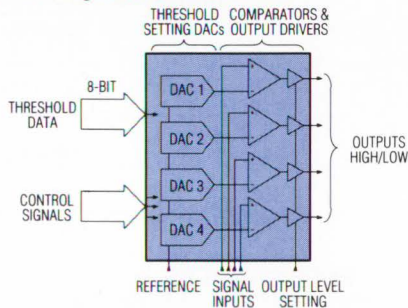 THRESHOLD
SETTING DACs
COMPARATORS &
OUTPUT DRIVERS
8-BIT
THRESHOLD
DATA
CONTROL
SIGNALS
DAC 1
DAC 2
DAC 3
DAC 4
OUTPUTS
HIGH/LOW
REFERENCE
SIGNAL
INPUTS
OUTPUT LEVEL
SETTING